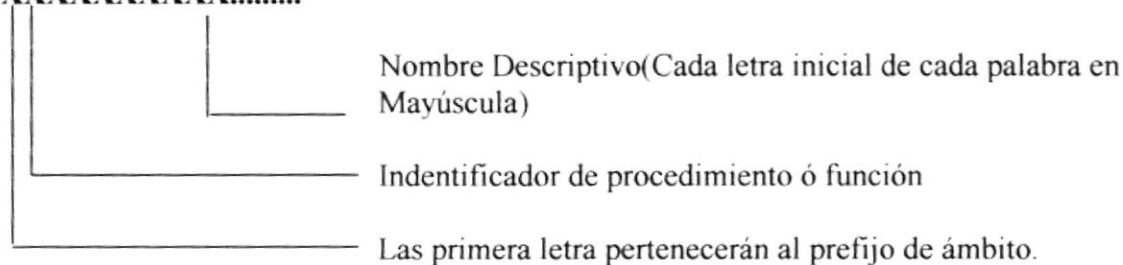 Nombre Descriptivo(Cada letra inicial de cada palabra en
Mayúscula)
Indentificador de procedimiento ó función
Las primera letra pertenecerán al prefijo de ámbito.